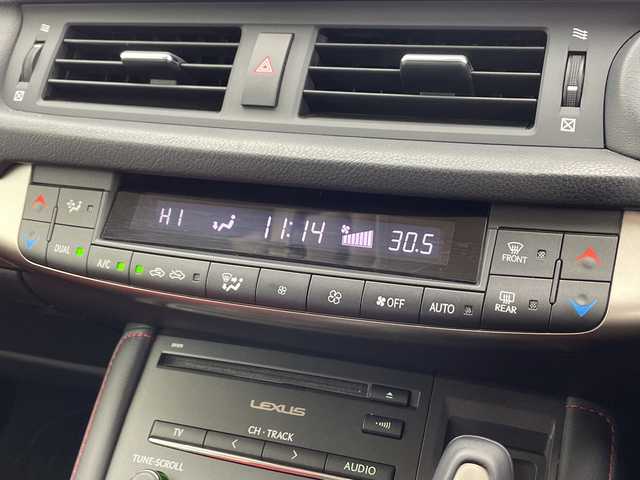 HI 11:14 30.5
DUAL
A/C
OFF
AUTO
FRONT
REAR
LEXUS
CH · TRACK
TV
AUDIO
TUNE·SCROLL